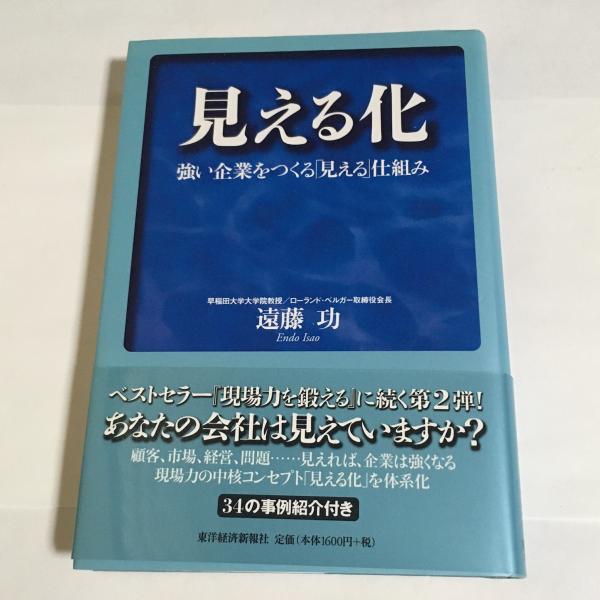 見える化
強い企業をつくる「見える」仕組み
早稲田大学大学院教授／ローランド・ベルガー取締役会長
遠藤 功
Endo Isao
ベストセラー『現場力を鍛える』に続く第2弾!
あなたの会社は見えていますか?
顧客、市場、経営、問題……見えれば、企業は強くなる
現場力の中核コンセプト「見える化」を体系化
34の事例紹介付き
東洋経済新報社 定価(本体1600円+税)